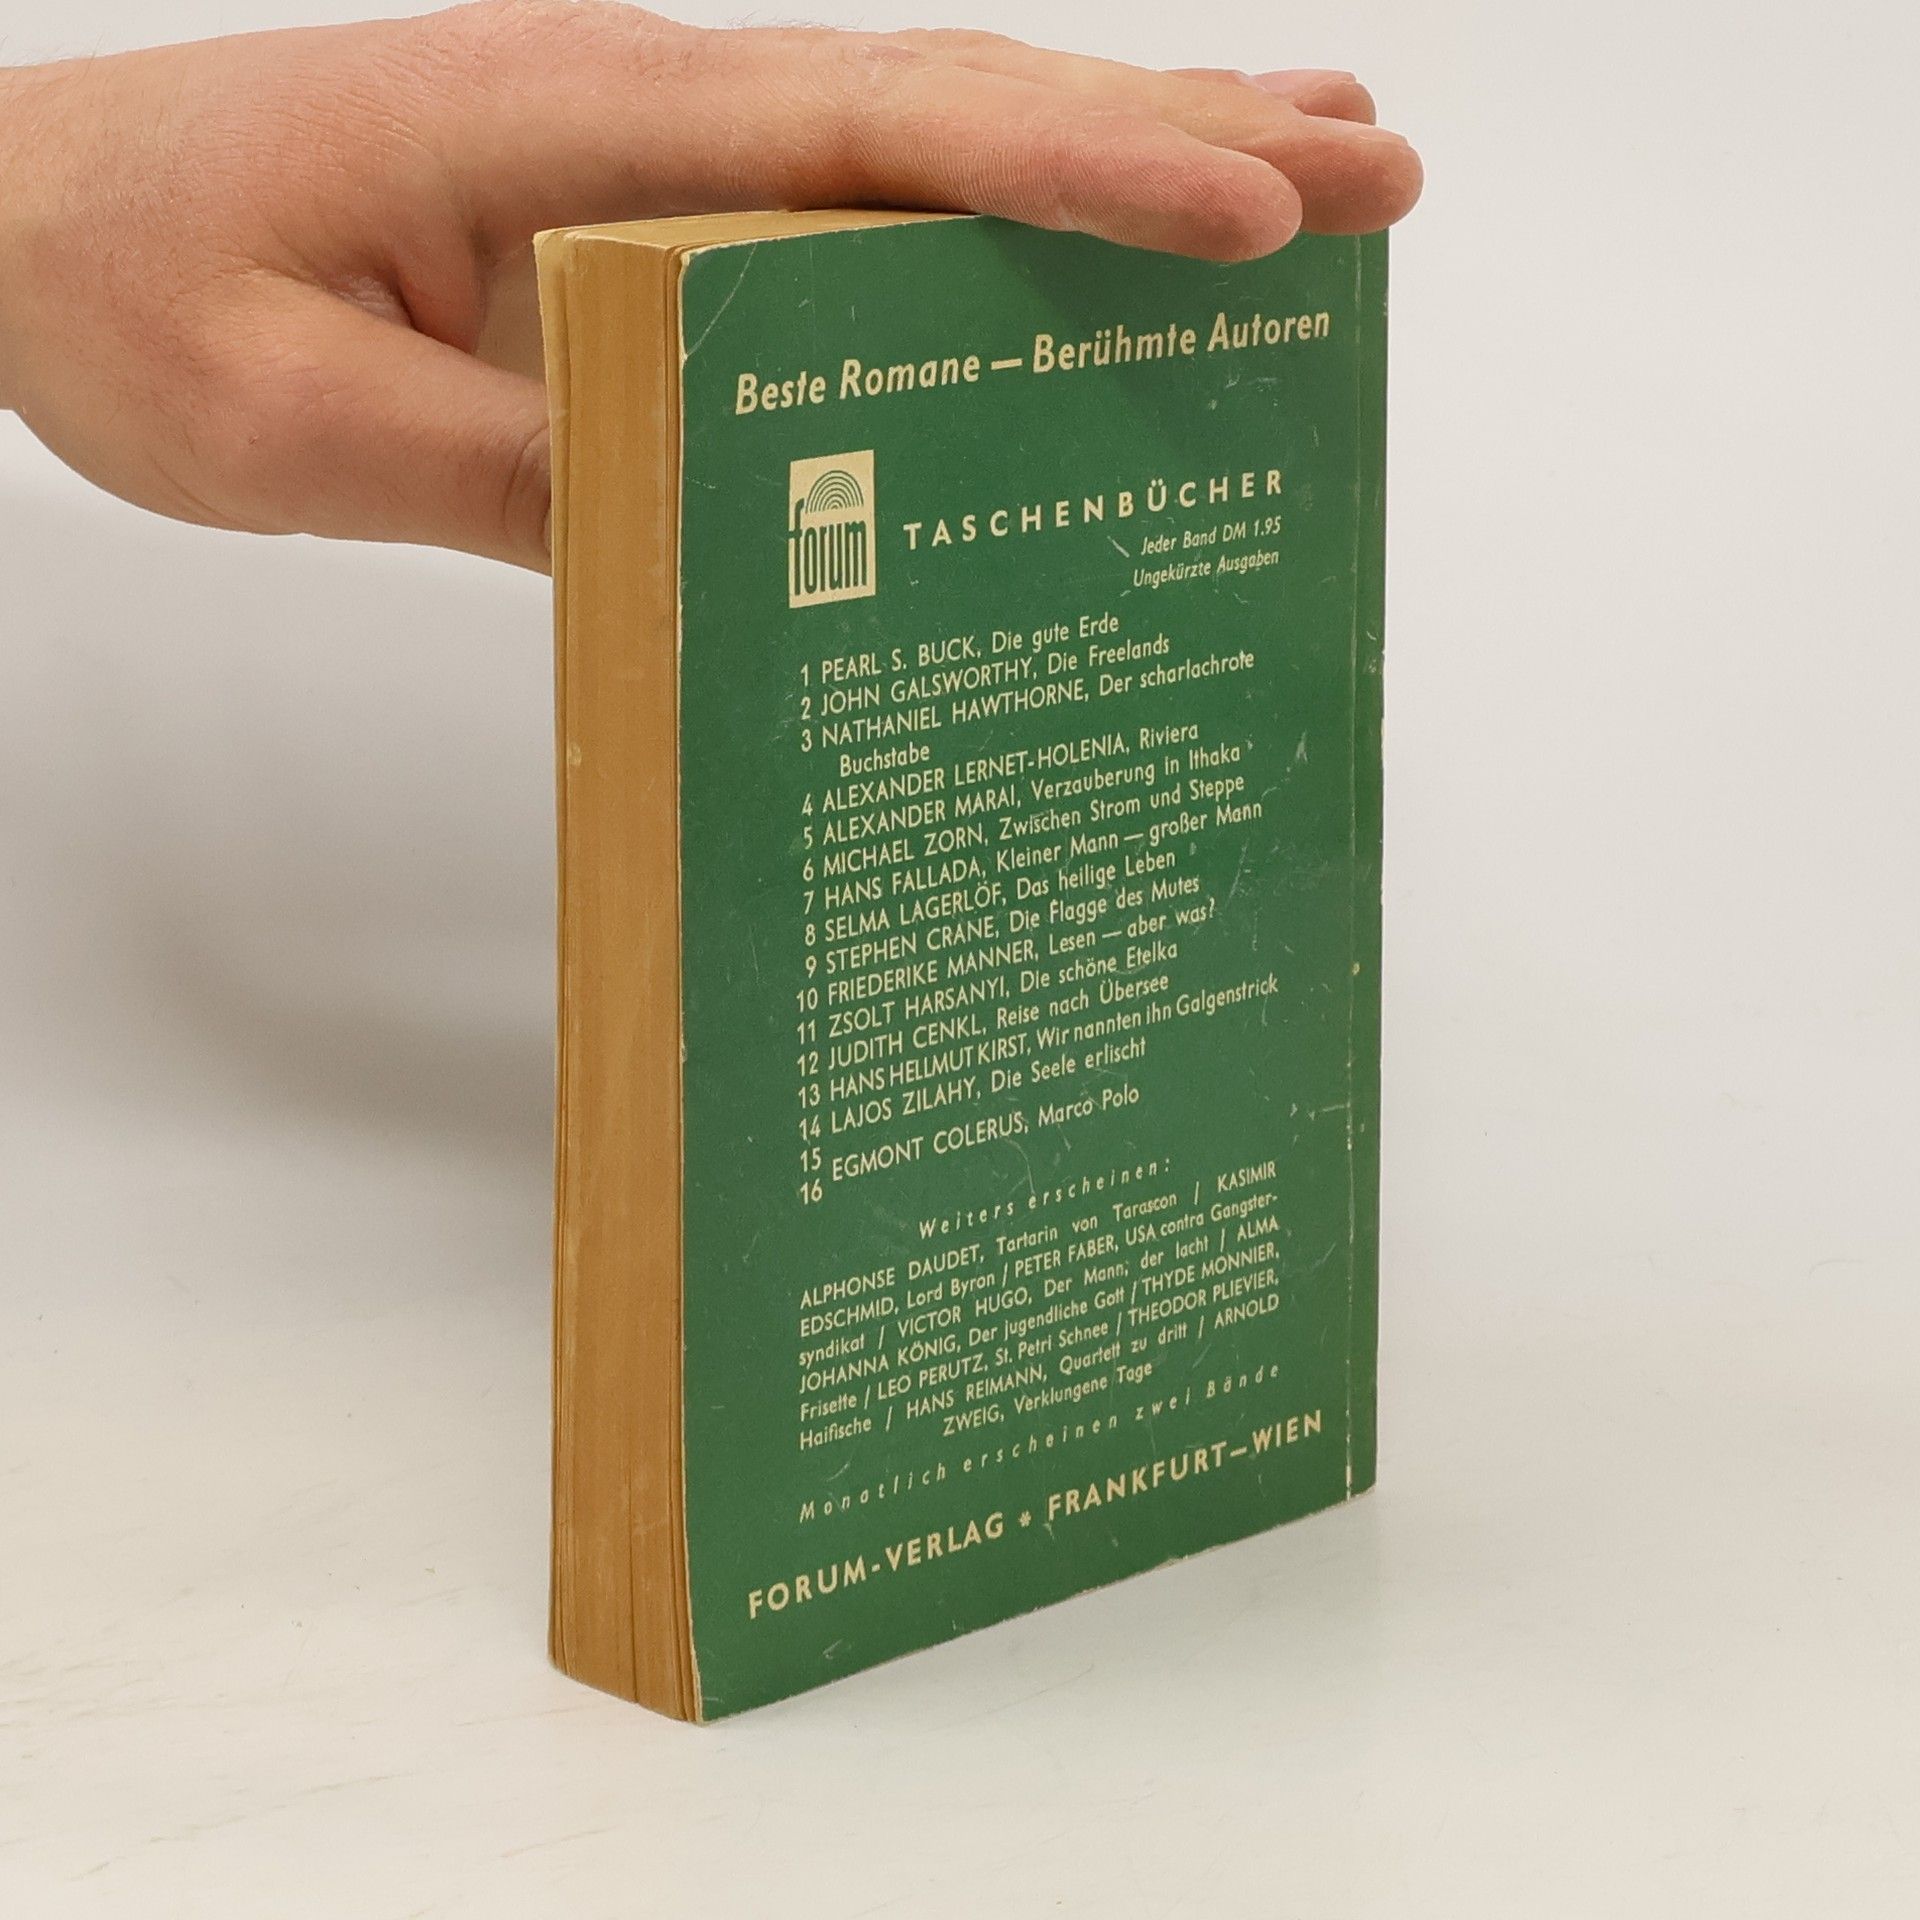 Beste Romane — Berühmte Autoren
forum
TASCHENBÜCHER
Jeder Band DM 1.95
Ungekürzte Ausgaben
1 PEARL S. BUCK, Die gute Erde
2 JOHN GALSWORTHY, Die Freelands
3 NATHANIEL HAWTHORNE, Der scharlachrote
Buchstabe
4 ALEXANDER LERNET-HOLENIA, Riviera
5 ALEXANDER MARAI, Verzauberung in Ithaka
6 MICHAEL ZORN, Zwischen Strom und Steppe
7 HANS FALLADA, Kleiner Mann — großer Mann
8 SELMA LAGERLÖF, Das heilige Leben
9 STEPHEN CRANE, Die Flagge des Mutes
10 FRIEDERIKE MANNER, Lesen — aber was?
11 ZSOLT HARSANYI, Die schöne Etelka
12 JUDITH CENKL, Reise nach Übersee
13 HANS HELLMUT KIRST, Wir nannten ihn Galgenstrick
14 LAJOS ZILAHY, Die Seele erlischt
15
16 EGMONT COLERUS, Marco Polo
Weiters erscheinen:
ALPHONSE DAUDET, Tartarin von Tarascon / KASIMIR
EDSCHMID, Lord Byron / PETER FABER, USA contra Gangster-
syndikat / VICTOR HUGO, Der Mann, der lacht / ALMA
JOHANNA KÖNIG, Der jugendliche Gott / THYDE MONNIER,
Frisette / LEO PERUTZ, St. Petri Schnee / THEODOR PLIEVIER,
Haifische / HANS REIMANN, Quartett zu dritt / ARNOLD
ZWEIG, Verklungene Tage
Monatlich erscheinen zwei Bände
FORUM-VERLAG * FRANKFURT—WIEN